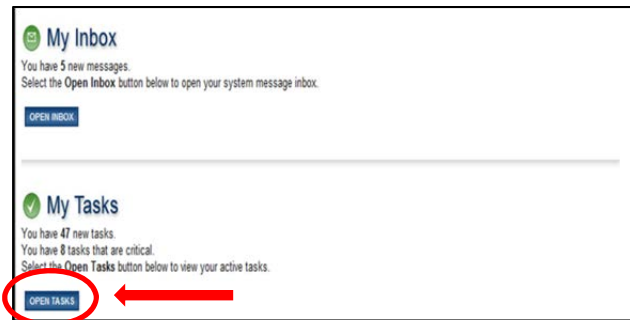 My Inbox
You have 5 new messages.
Select the Open Inbox button below to open your system message inbox.
OPEN INBOX
My Tasks
You have 47 new tasks.
You have 8 tasks that are critical.
Select the Open Tasks button below to view your active tasks.
OPEN TASKS